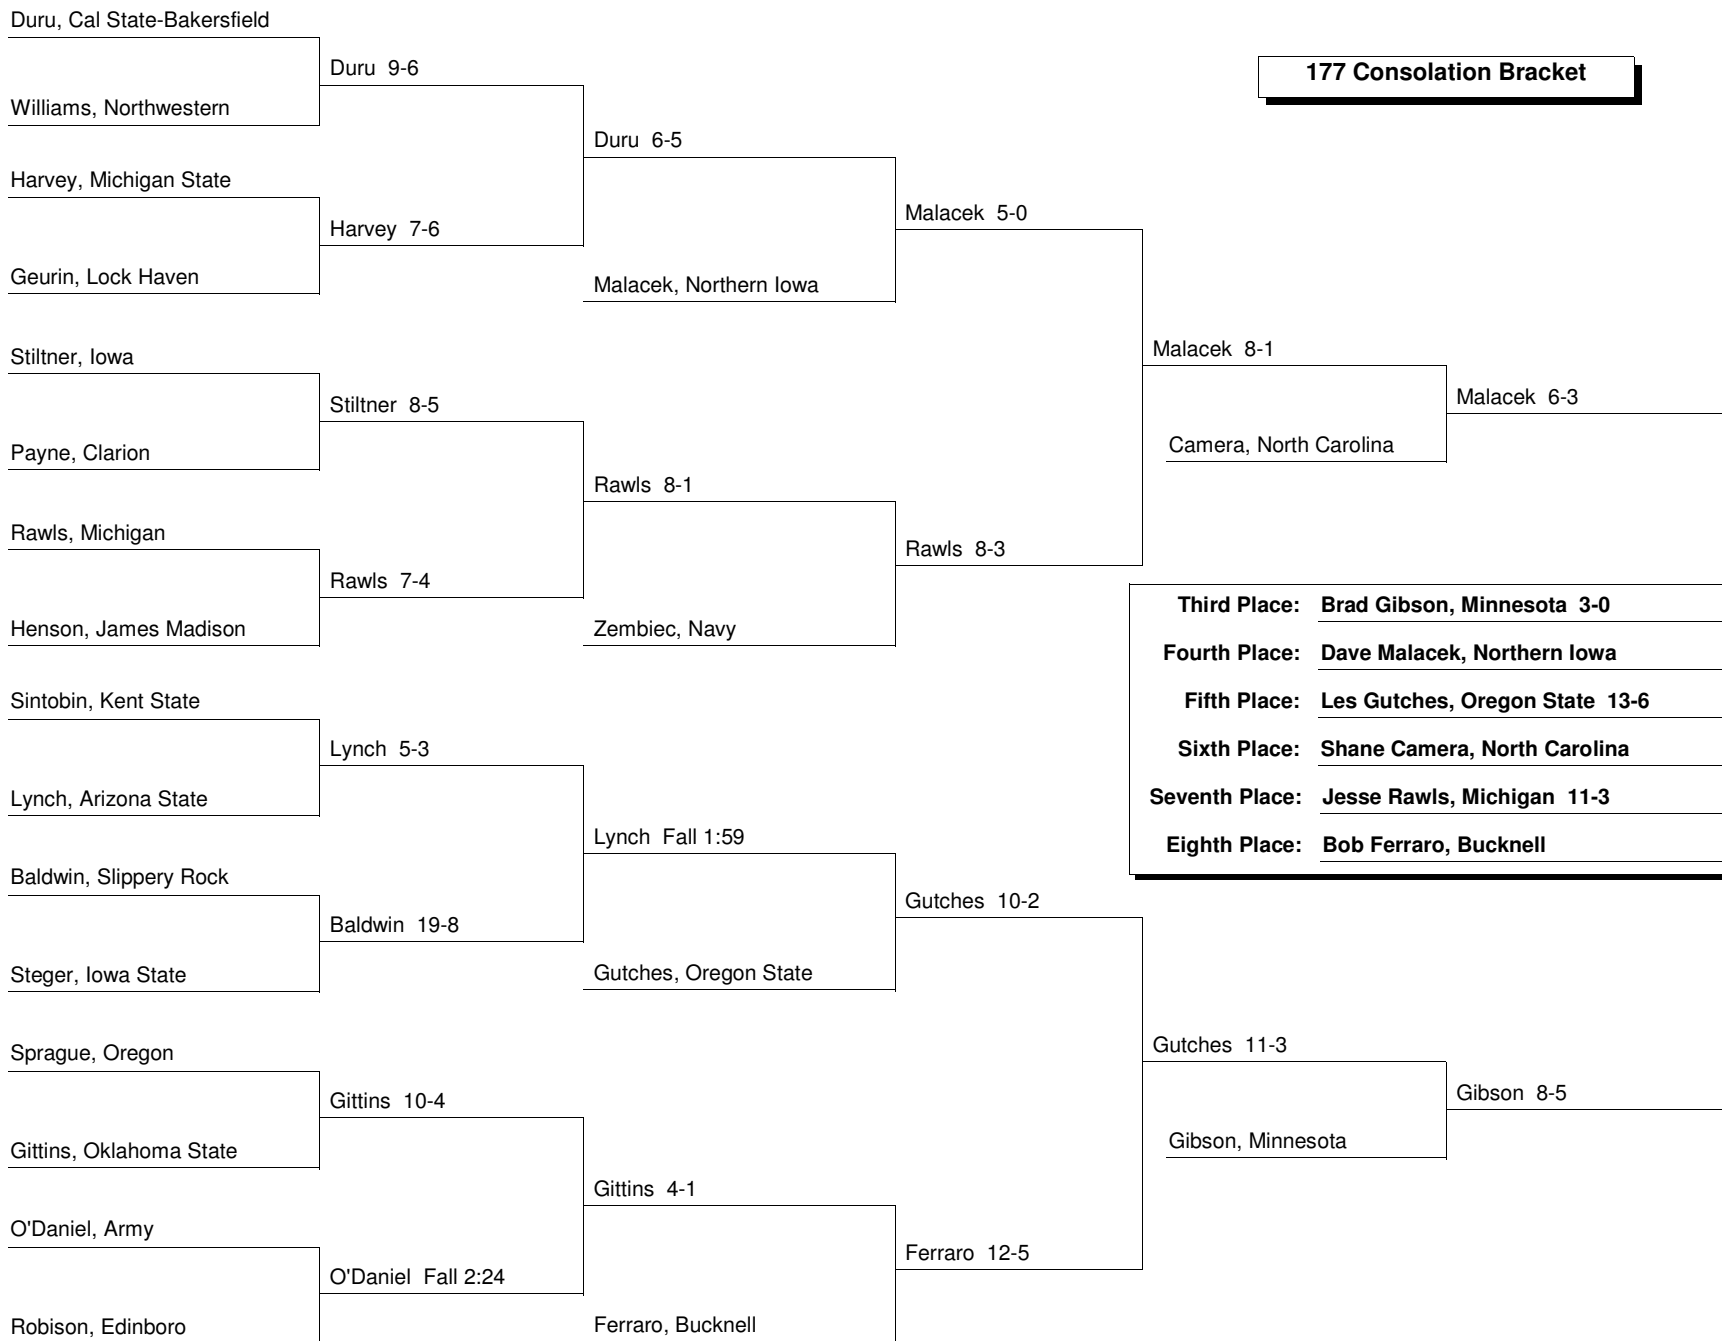 177 Consolation Bracket
Duru, Cal State-Bakersfield
Williams, Northwestern
Harvey, Michigan State
Geurin, Lock Haven
Stiltner, Iowa
Payne, Clarion
Rawls, Michigan
Henson, James Madison
Sintobin, Kent State
Lynch, Arizona State
Baldwin, Slippery Rock
Steger, Iowa State
Sprague, Oregon
Gittins, Oklahoma State
O'Daniel, Army
Robison, Edinboro
Duru 9-6
Harvey 7-6
Stiltner 8-5
Rawls 7-4
Lynch 5-3
Baldwin 19-8
Gittins 10-4
O'Daniel Fall 2:24
Duru 6-5
Malacek, Northern Iowa
Rawls 8-1
Zembiec, Navy
Lynch Fall 1:59
Gutches, Oregon State
Gittins 4-1
Ferraro, Bucknell
Malacek 5-0
Rawls 8-3
Gutches 10-2
Ferraro 12-5
Malacek 8-1
Camera, North Carolina
Gutches 11-3
Gibson, Minnesota
Malacek 6-3
Gibson 8-5
Third Place: Brad Gibson, Minnesota 3-0
Fourth Place: Dave Malacek, Northern Iowa
Fifth Place: Les Gutches, Oregon State 13-6
Sixth Place: Shane Camera, North Carolina
Seventh Place: Jesse Rawls, Michigan 11-3
Eighth Place: Bob Ferraro, Bucknell